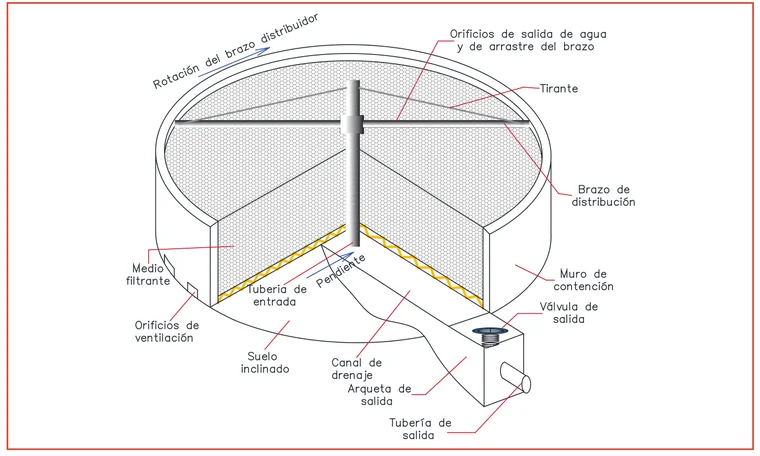 Rotación del brazo distribuidor
Orificios de salida de agua
y de arrastre del brazo
Tirante
Brazo de
distribución
Medio
filtrante
Tubería de
entrada
Pendiente
Muro de
contención
Orificios de
ventilación
Válvula de
salida
Suelo
inclinado
Canal de
drenaje
Arqueta de
salida
Tubería de
salida